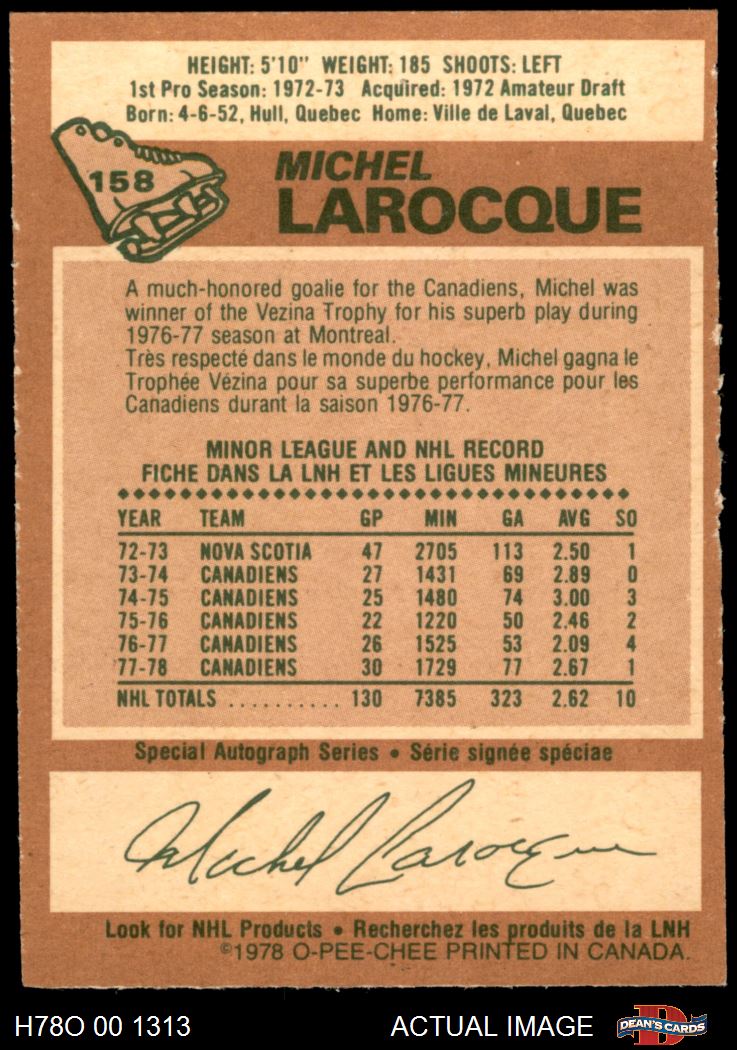 HEIGHT: 5'10" WEIGHT: 185 SHOOTS: LEFT
1st Pro Season: 1972-73 Acquired: 1972 Amateur Draft
Born: 4-6-52, Hull, Quebec Home: Ville de Laval, Quebec
158
MICHEL
LAROCQUE
A much-honored goalie for the Canadiens, Michel was
winner of the Vezina Trophy for his superb play during
1976-77 season at Montreal.
Très respecté dans le monde du hockey, Michel gagna le
Trophée Vézina pour sa superbe performance pour les
Canadiens durant la saison 1976-77.
MINOR LEAGUE AND NHL RECORD
FICHE DANS LA LNH ET LES LIGUES MINEURES
YEAR TEAM GP MIN GA AVG SO
72-73 NOVA SCOTIA 47 2705 113 2.50 1
73-74 CANADIENS 27 1431 69 2.89 0
74-75 CANADIENS 25 1480 74 3.00 3
75-76 CANADIENS 22 1220 50 2.46 2
76-77 CANADIENS 26 1525 53 2.09 4
77-78 CANADIENS 30 1729 77 2.67 1
NHL TOTALS .......... 130 7385 323 2.62 10
Special Autograph Series • Série signée spéciae
Michel Larocque
Look for NHL Products • Recherchez les produits de la LNH
©1978 O-PEE-CHEE PRINTED IN CANADA.
H78O 00 1313 ACTUAL IMAGE D DEAN'S CARDS